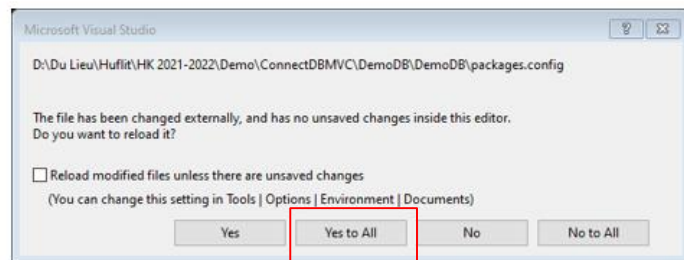 Microsoft Visual Studio
D:\Du Lieu\Huflit\HK 2021-2022\Demo\ConnectDBMVC\DemoDB\DemoDB\packages.config
The file has been changed externally, and has no unsaved changes inside this editor.
Do you want to reload it?
Reload modified files unless there are unsaved changes
(You can change this setting in Tools | Options | Environment | Documents)
Yes
Yes to All
No
No to All